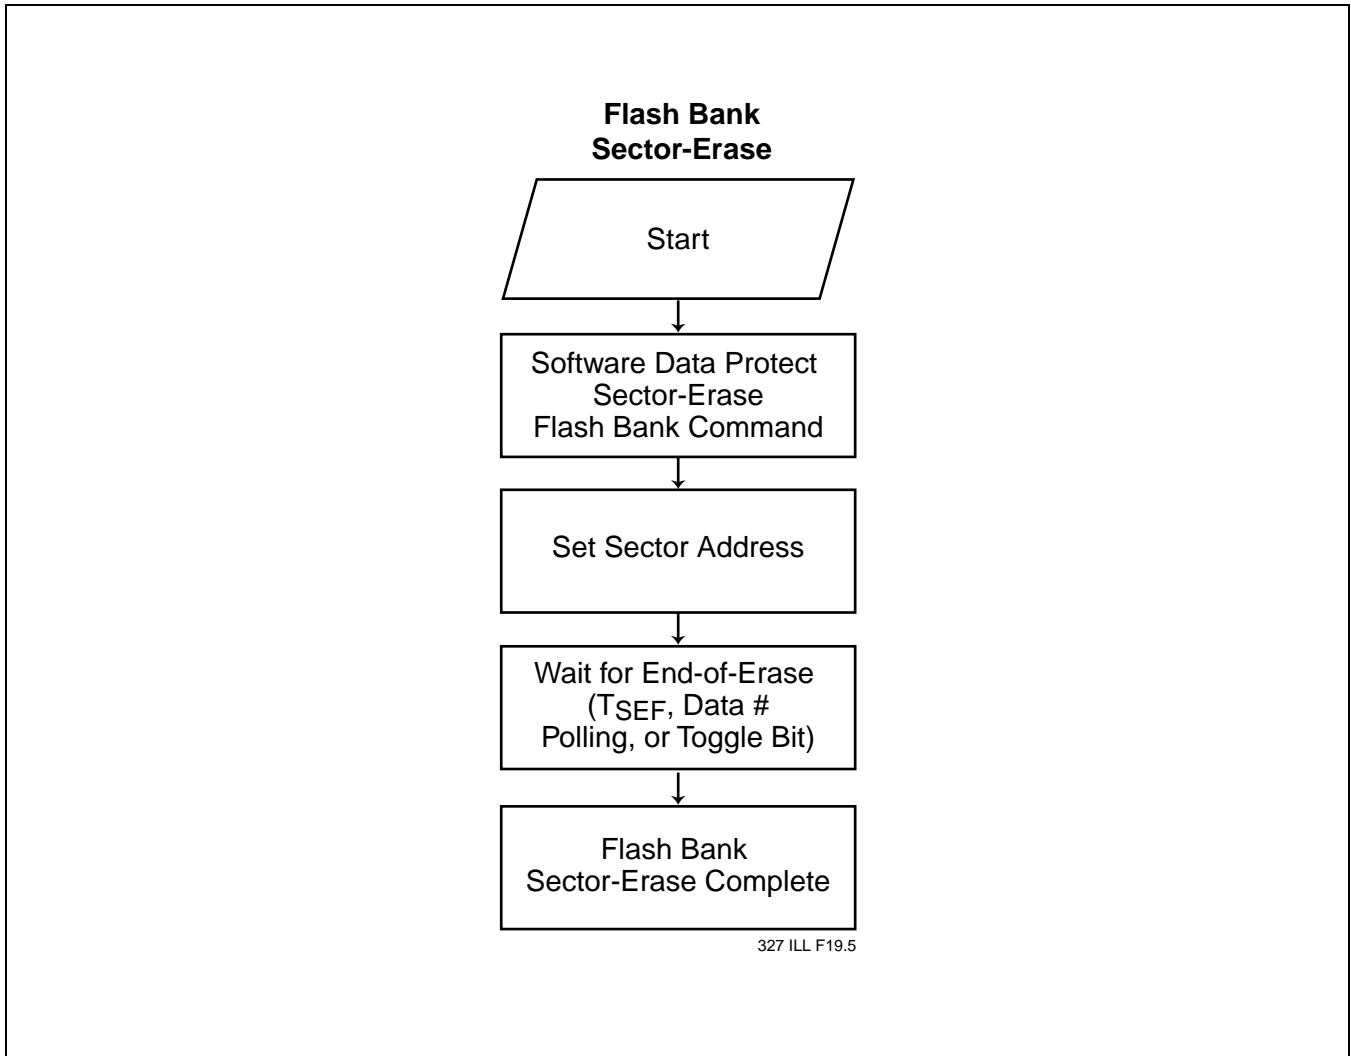 Flash Bank
Sector-Erase
Start
Software Data Protect
Sector-Erase
Flash Bank Command
Set Sector Address
Wait for End-of-Erase
(TSEF, Data #
Polling, or Toggle Bit)
Flash Bank
Sector-Erase Complete
327 ILL F19.5